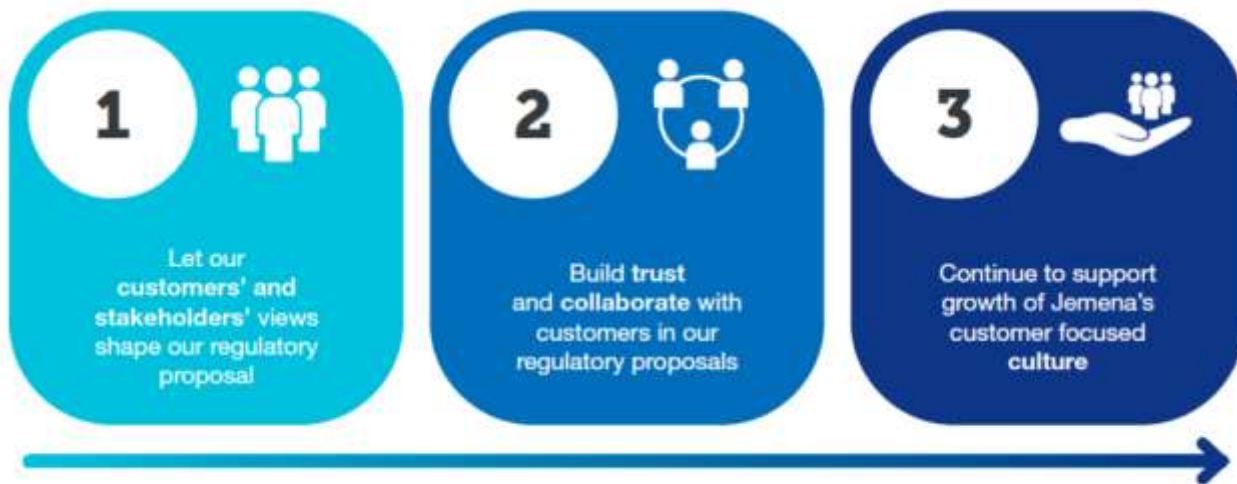 1
Let our
customers' and
stakeholders' views
shape our regulatory
proposal
2
Build trust
and collaborate with
customers in our
regulatory proposals
3
Continue to support
growth of Jemena's
customer focused
culture